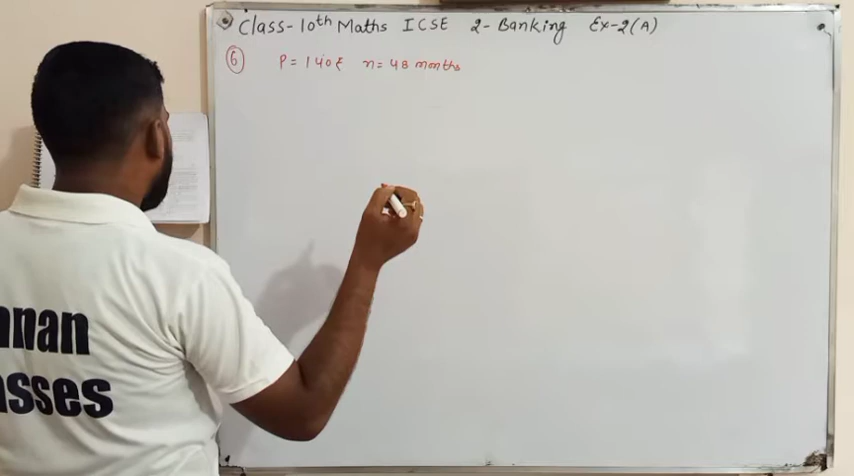 Class-10th Maths ICSE 2-Banking Ex-2(A)
6 P = 140₹ n = 48 months
nan
asses